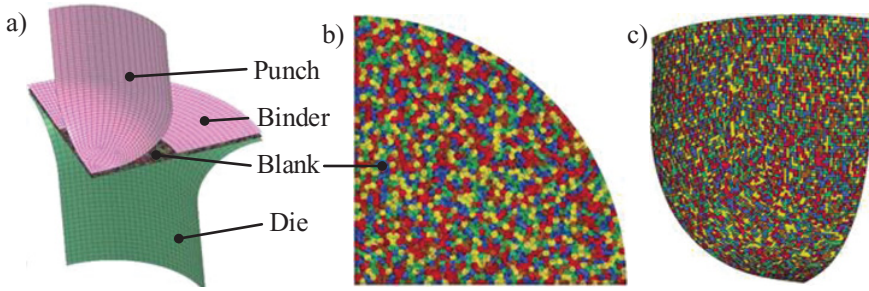 a)
Punch
Binder
Blank
Die
b)
c)